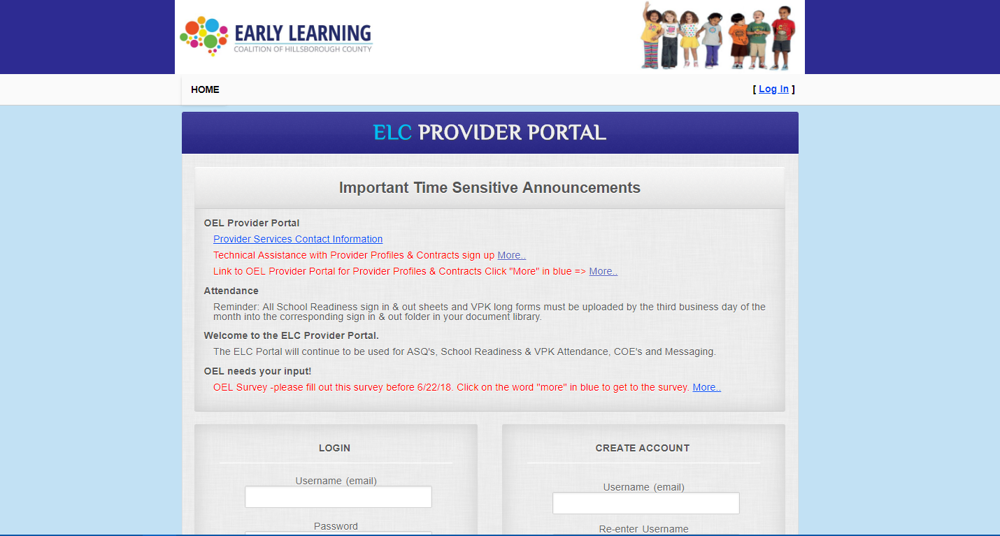 EARLY LEARNING
COALITION OF HILLSBOROUGH COUNTY
HOME
[ Log In ]
ELC PROVIDER PORTAL
Important Time Sensitive Announcements
OEL Provider Portal
Provider Services Contact Information
Technical Assistance with Provider Profiles & Contracts sign up More..
Link to OEL Provider Portal for Provider Profiles & Contracts Click "More" in blue => More..
Attendance
Reminder: All School Readiness sign in & out sheets and VPK long forms must be uploaded by the third business day of the
month into the corresponding sign in & out folder in your document library.
Welcome to the ELC Provider Portal.
The ELC Portal will continue to be used for ASQ's, School Readiness & VPK Attendance, COE's and Messaging.
OEL needs your input!
OEL Survey -please fill out this survey before 6/22/18. Click on the word "more" in blue to get to the survey. More..
LOGIN
Username (email)
Password
CREATE ACCOUNT
Username (email)
Re-enter Username